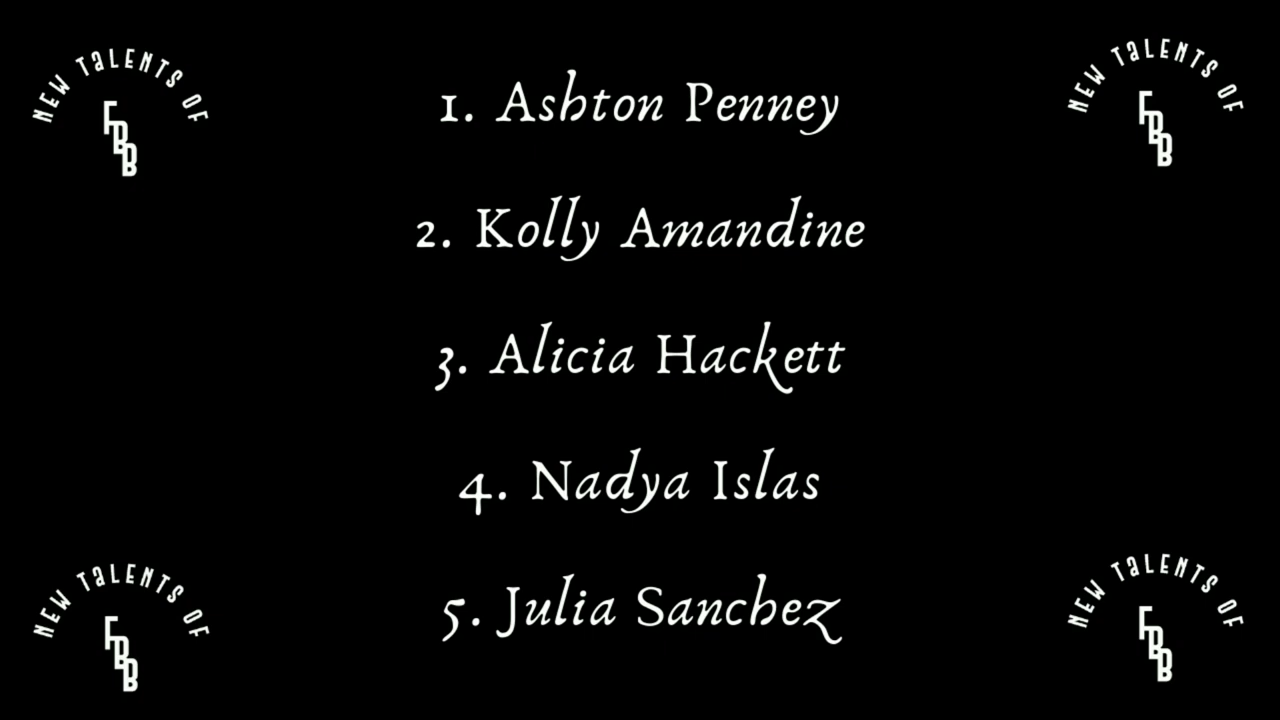 NEW TALENTS OF
FBB
NEW TALENTS OF
FBB
1. Ashton Penney
2. Kolly Amandine
3. Alicia Hackett
4. Nadya Islas
5. Julia Sanchez
NEW TALENTS OF
FBB
NEW TALENTS OF
FBB